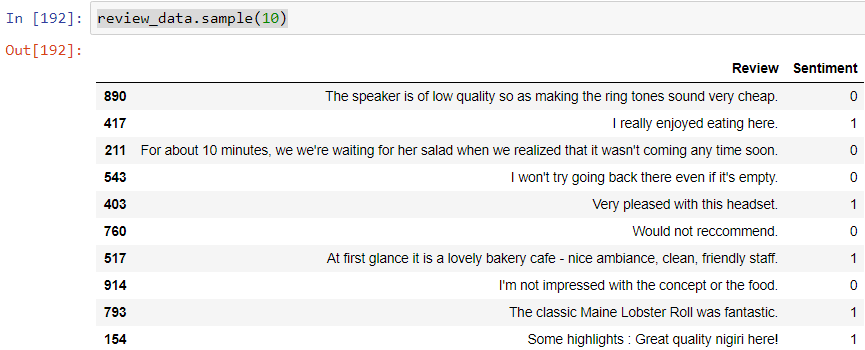 In [192]: review_data.sample(10)
Out[192]:
Review Sentiment
890 The speaker is of low quality so as making the ring tones sound very cheap. 0
417 I really enjoyed eating here. 1
211 For about 10 minutes, we we're waiting for her salad when we realized that it wasn't coming any time soon. 0
543 I won't try going back there even if it's empty. 0
403 Very pleased with this headset. 1
760 Would not reccommend. 0
517 At first glance it is a lovely bakery cafe - nice ambiance, clean, friendly staff. 1
914 I'm not impressed with the concept or the food. 0
793 The classic Maine Lobster Roll was fantastic. 1
154 Some highlights : Great quality nigiri here! 1